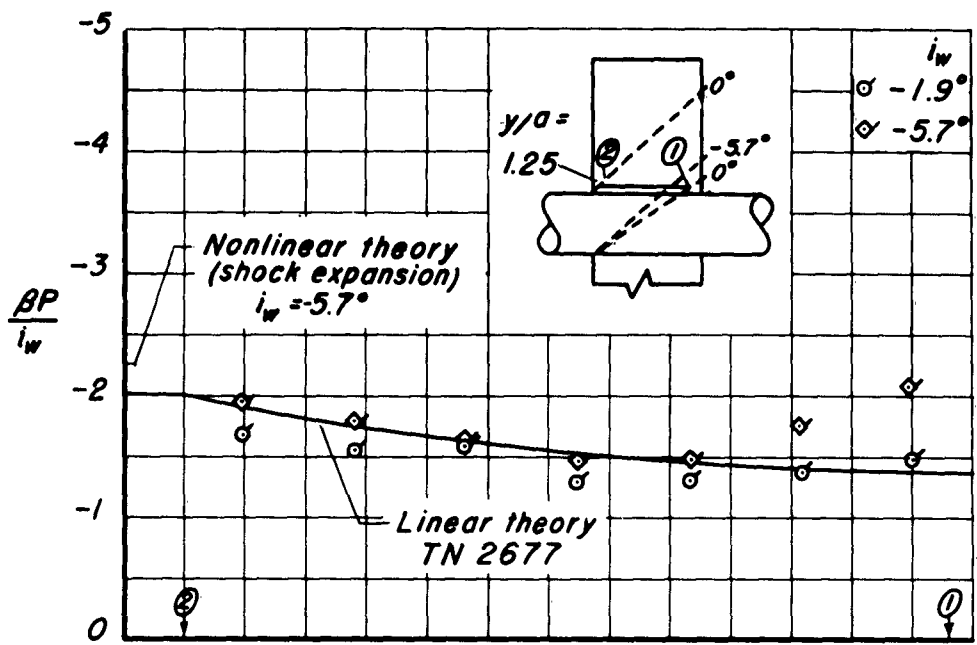 -5
-4
-3
-2
-1
0
βP
i_w
i_w
-1.9°
-5.7°
y/a =
1.25
②
①
0°
-5.7°
0°
Nonlinear theory
(shock expansion)
i_w = -5.7°
Linear theory
TN 2677
②
①